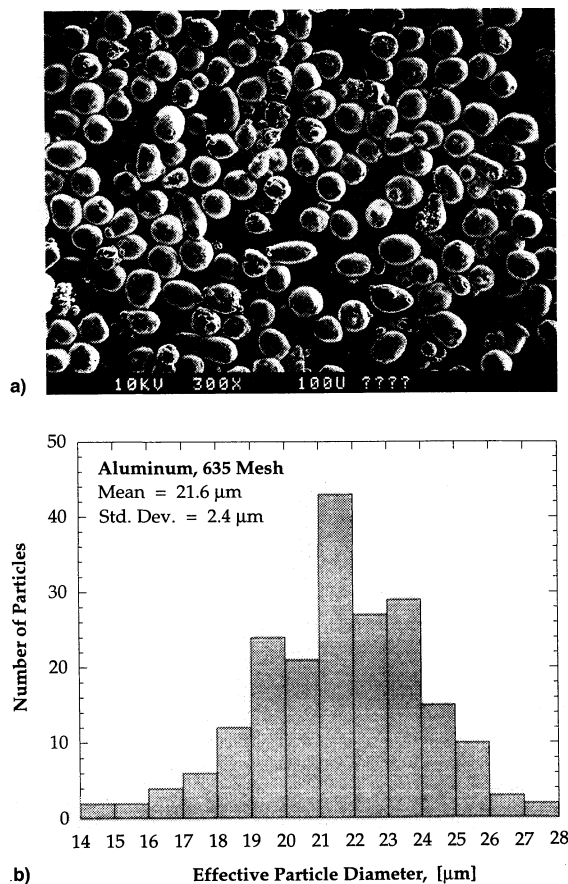 10KV 300X 100U ????
a)
50
40
30
20
10
0
Number of Particles
Aluminum, 635 Mesh
Mean = 21.6 μm
Std. Dev. = 2.4 μm
14 15 16 17 18 19 20 21 22 23 24 25 26 27 28
Effective Particle Diameter, [μm]
.b)